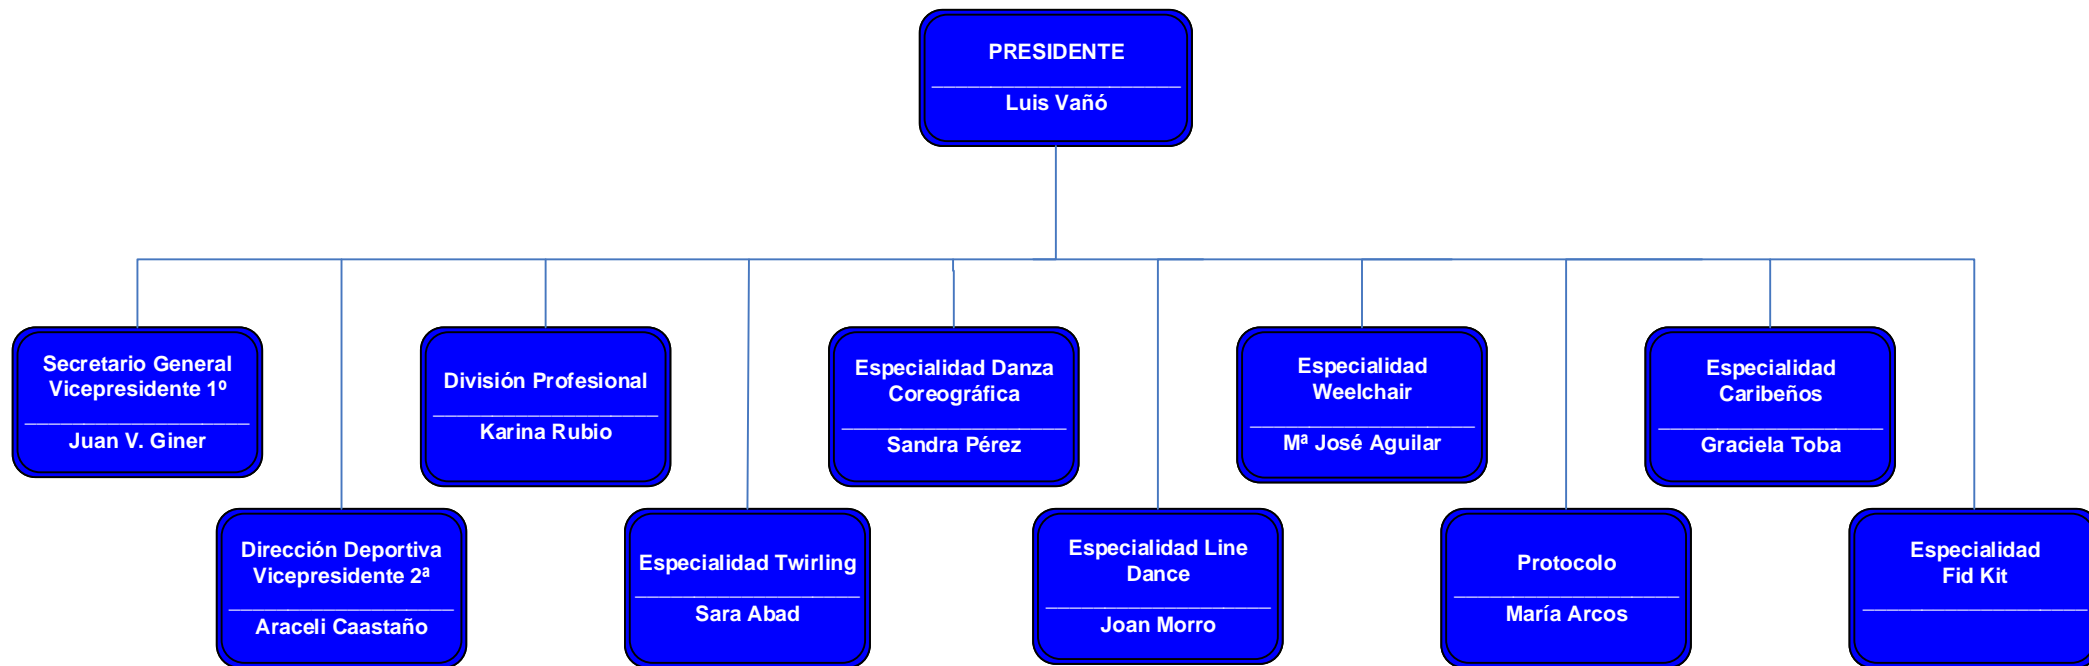 PRESIDENTE
Luis Vañó
Secretario General
Vicepresidente 1º
Juan V. Giner
División Profesional
Karina Rubio
Especialidad Danza
Coreográfica
Sandra Pérez
Especialidad
Weelchair
Mª José Aguilar
Especialidad
Caribeños
Graciela Toba
Dirección Deportiva
Vicepresidente 2ª
Araceli Caastaño
Especialidad Twirling
Sara Abad
Especialidad Line
Dance
Joan Morro
Protocolo
María Arcos
Especialidad
Fid Kit